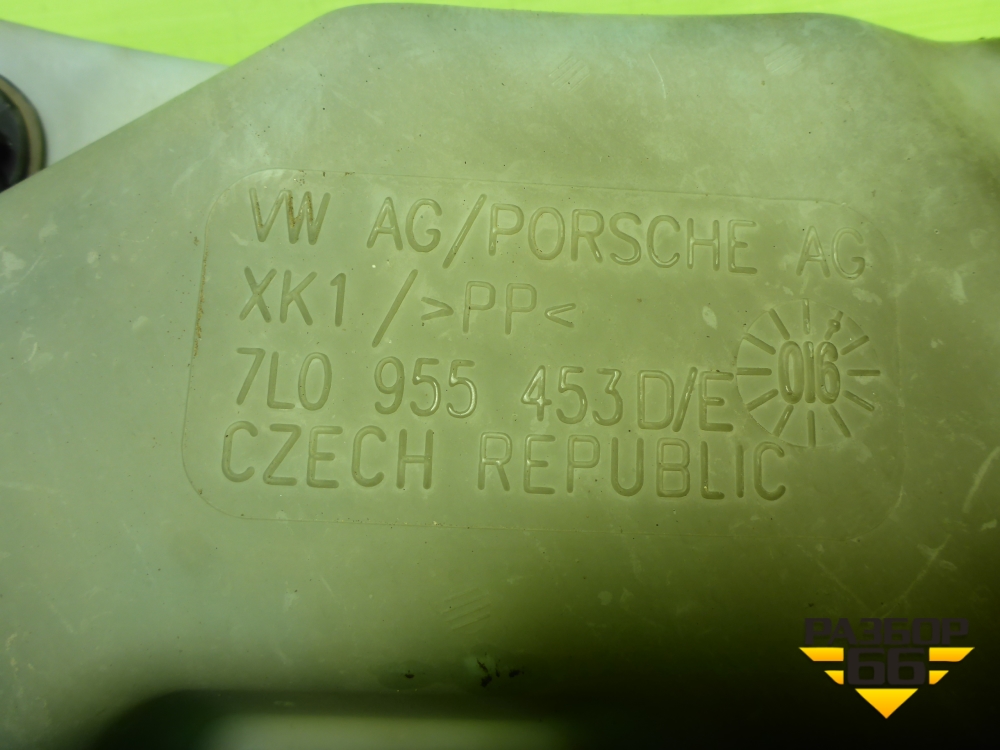 VW AG/PORSCHE AG
XK1 / >PP<
7L0 955 453D/E
016
CZECH REPUBLIC
РАЗБОР
66